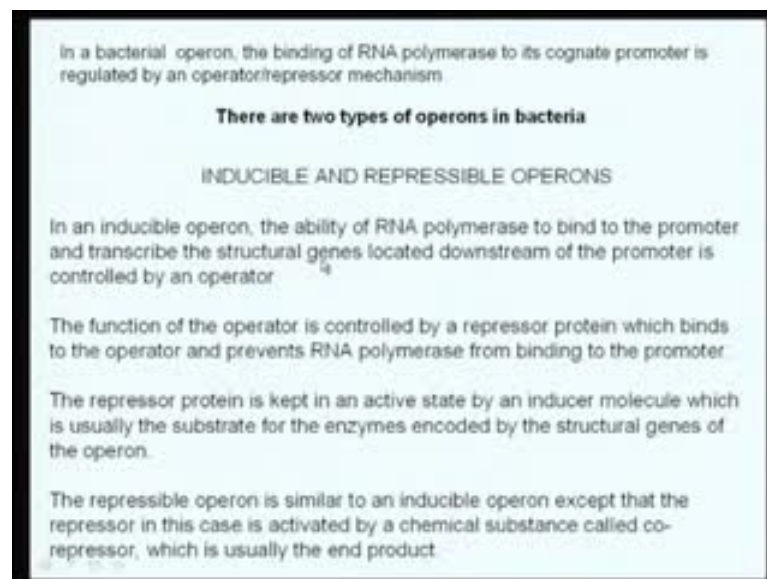 In a bacterial operon, the binding of RNA polymerase to its cognate promoter is
regulated by an operator/repressor mechanism
There are two types of operons in bacteria
INDUCIBLE AND REPRESSIBLE OPERONS
In an inducible operon, the ability of RNA polymerase to bind to the promoter
and transcribe the structural genes located downstream of the promoter is
controlled by an operator
The function of the operator is controlled by a repressor protein which binds
to the operator and prevents RNA polymerase from binding to the promoter
The repressor protein is kept in an active state by an inducer molecule which
is usually the substrate for the enzymes encoded by the structural genes of
the operon.
The repressible operon is similar to an inducible operon except that the
repressor in this case is activated by a chemical substance called co-
repressor, which is usually the end product